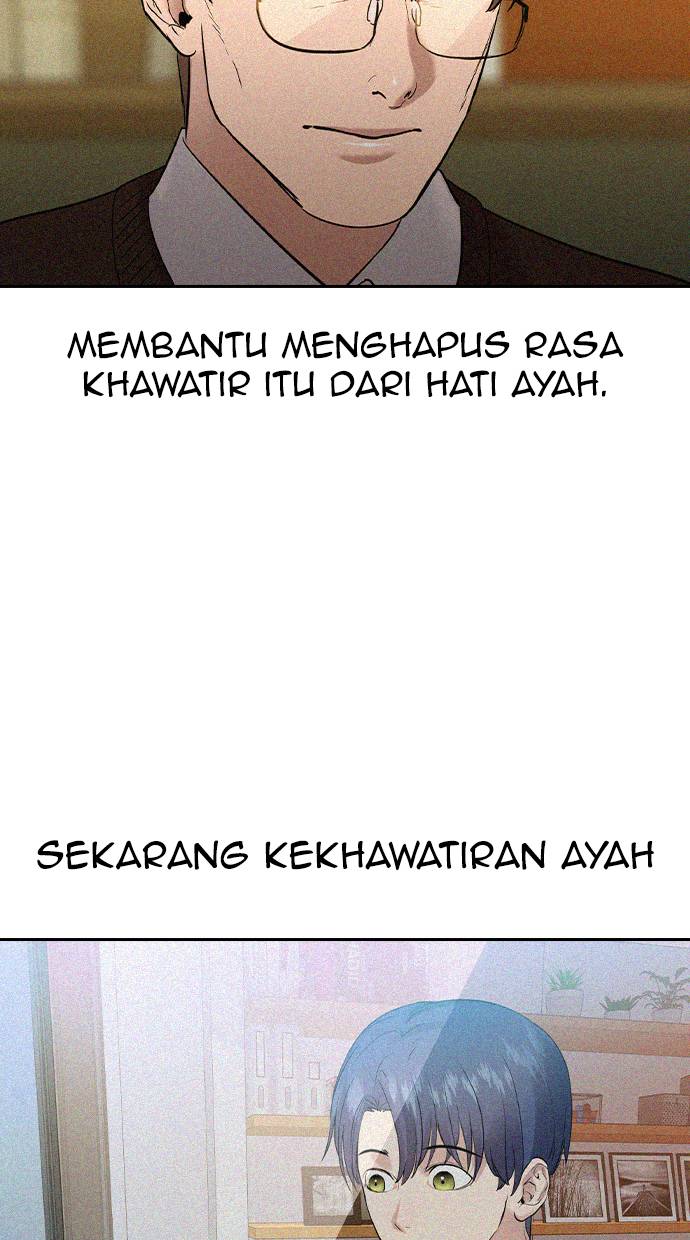 MEMBANTU MENGHAPUS RASA
KHAWATIR ITU DARI HATI AYAH.
SEKARANG KEKHAWATIRAN AYAH